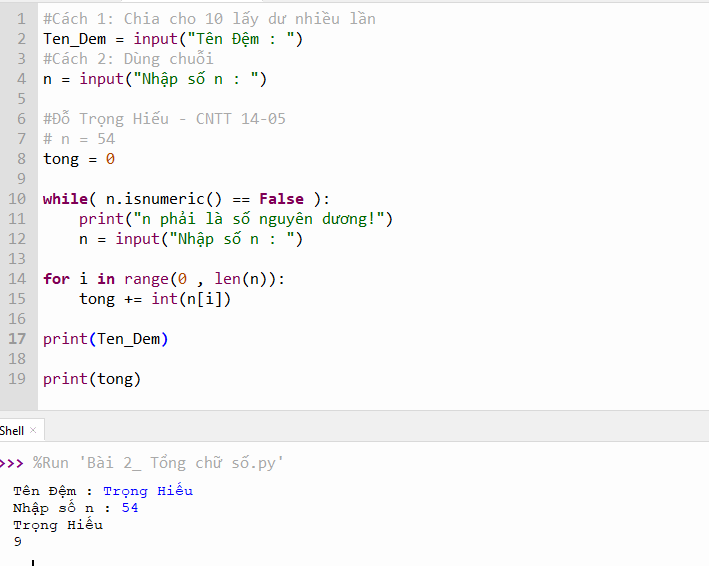 1 #Cách 1: Chia cho 10 lấy dư nhiều lần
2 Ten_Dem = input("Tên Đệm : ")
3 #Cách 2: Dùng chuỗi
4 n = input("Nhập số n : ")
5
6 #Đỗ Trọng Hiếu - CNTT 14-05
7 # n = 54
8 tong = 0
9
10 while( n.isnumeric() == False ):
11     print("n phải là số nguyên dương!")
12     n = input("Nhập số n : ")
13
14 for i in range(0 , len(n)):
15     tong += int(n[i])
16
17 print(Ten_Dem)
18
19 print(tong)
Shell ×
>>> %Run 'Bài 2_ Tổng chữ số.py'
Tên Đệm : Trọng Hiếu
Nhập số n : 54
Trọng Hiếu
9